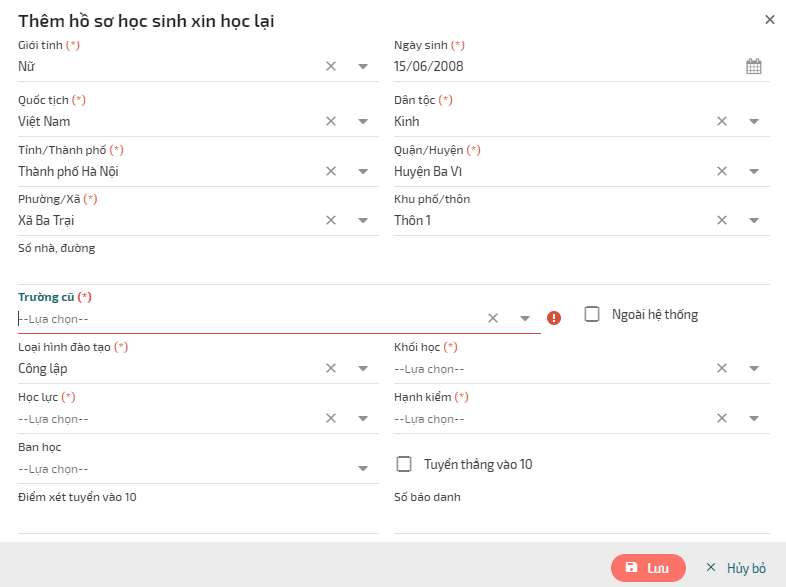 Thêm hồ sơ học sinh xin học lại
Giới tính (*) Ngày sinh (*)
Nữ 15/06/2008
Quốc tịch (*) Dân tộc (*)
Việt Nam Kinh
Tỉnh/Thành phố (*) Quận/Huyện (*)
Thành phố Hà Nội Huyện Ba Vì
Phường/Xã (*) Khu phố/thôn
Xã Ba Trại Thôn 1
Số nhà, đường
Trường cũ (*)
--Lựa chọn-- Ngoài hệ thống
Loại hình đào tạo (*) Khối học (*)
Công lập --Lựa chọn--
Học lực (*) Hạnh kiểm (*)
--Lựa chọn-- --Lựa chọn--
Ban học
--Lựa chọn-- Tuyển thẳng vào 10
Điểm xét tuyển vào 10 Số báo danh
Lưu Hủy bỏ